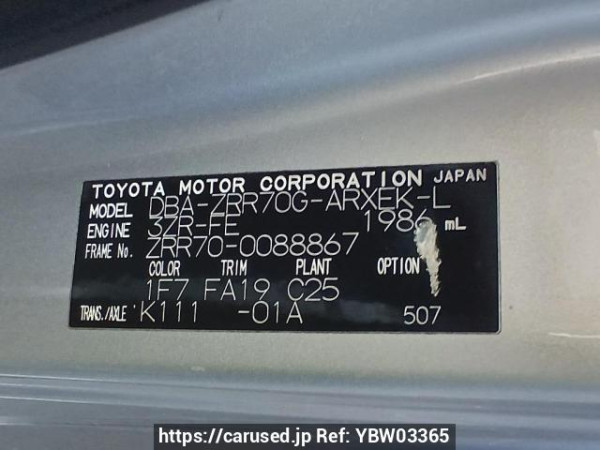 TOYOTA MOTOR CORPORATION JAPAN
MODEL DBA-ZRR70G-ARXEK-L
ENGINE 3ZR-FE 1986 mL
FRAME No. ZRR70-0088867
COLOR TRIM PLANT OPTION
1F7 FA19 C25
TRANS./AXLE K111 -01A 507
https://carused.jp Ref: YBW03365